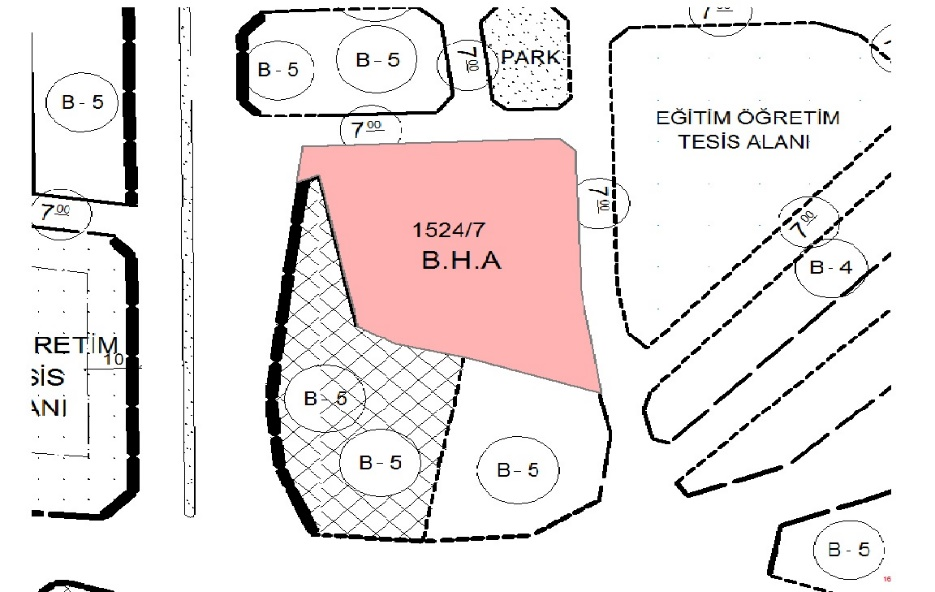 7 00
B - 5
B - 5
PARK
7 00
B - 5
EĞİTİM ÖĞRETİM
TESİS ALANI
7 00
7 00
7 00
7 00
1524/7
B.H.A
B - 4
RETİM
10
SİS
ANI
B - 5
B - 5
B - 5
B - 5
16